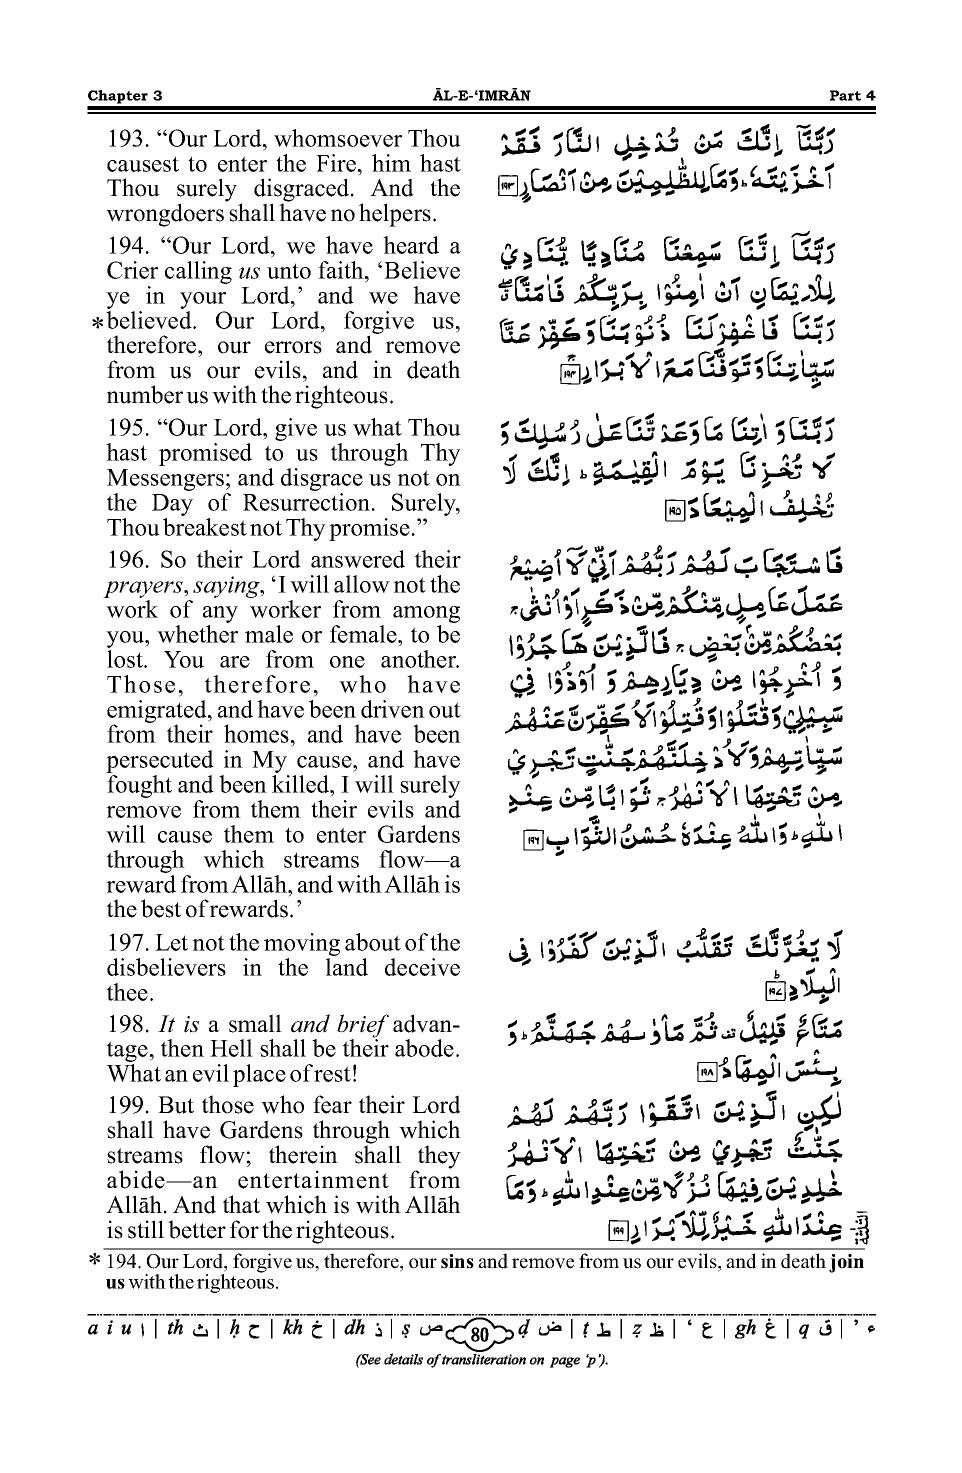 Chapter 3 ĀL-E-‘IMRĀN Part 4
193. “Our Lord, whomsoever Thou
causest to enter the Fire, him hast
Thou surely disgraced. And the
wrongdoers shall have no helpers.
رَبَّنَاۤ اِنَّكَ مَنْ تُدْخِلِ النَّارَ فَقَدْ
اَخْزَيْتَهٗ ؕ وَمَا لِلظّٰلِمِيْنَ مِنْ اَنْصَارٍ ﴿۱۹۳﴾
194. “Our Lord, we have heard a
Crier calling us unto faith, ‘Believe
ye in your Lord,’ and we have
*believed. Our Lord, forgive us,
therefore, our errors and remove
from us our evils, and in death
number us with the righteous.
رَبَّنَاۤ اِنَّنَا سَمِعْنَا مُنَادِيًا يُّنَادِيْ
لِلْاِيْمَانِ اَنْ اٰمِنُوْا بِرَبِّكُمْ فَاٰمَنَّا ۖۗ
رَبَّنَا فَاغْفِرْ لَنَا ذُنُوْبَنَا وَ كَفِّرْ عَنَّا
سَيِّاٰتِنَا وَ تَوَفَّنَا مَعَ الْاَبْرَارِ ﴿۱۹۴﴾
195. “Our Lord, give us what Thou
hast promised to us through Thy
Messengers; and disgrace us not on
the Day of Resurrection. Surely,
Thou breakest not Thy promise.”
رَبَّنَا وَ اٰتِنَا مَا وَعَدْتَّنَا عَلٰى رُسُلِكَ وَ
لَا تُخْزِنَا يَوْمَ الْقِيٰمَةِ ؕ اِنَّكَ لَا
تُخْلِفُ الْمِيْعَادَ ﴿۱۹۵﴾
196. So their Lord answered their
prayers, saying, ‘I will allow not the
work of any worker from among
you, whether male or female, to be
lost. You are from one another.
Those, therefore, who have
emigrated, and have been driven out
from their homes, and have been
persecuted in My cause, and have
fought and been killed, I will surely
remove from them their evils and
will cause them to enter Gardens
through which streams flow—a
reward from Allāh, and with Allāh is
the best of rewards.’
فَاسْتَجَابَ لَهُمْ رَبُّهُمْ اَنِّيْ لَاۤ اُضِيْعُ
عَمَلَ عَامِلٍ مِّنْكُمْ مِّنْ ذَكَرٍ اَوْ اُنْثٰى ۚ
بَعْضُكُمْ مِّنْۢ بَعْضٍ ۚ فَالَّذِيْنَ هَاجَرُوْا
وَ اُخْرِجُوْا مِنْ دِيَارِهِمْ وَ اُوْذُوْا فِيْ
سَبِيْلِيْ وَ قٰتَلُوْا وَ قُتِلُوْا لَاُكَفِّرَنَّ عَنْهُمْ
سَيِّاٰتِهِمْ وَ لَاُدْخِلَنَّهُمْ جَنّٰتٍ تَجْرِيْ
مِنْ تَحْتِهَا الْاَنْهٰرُ ۚ ثَوَابًا مِّنْ عِنْدِ
اللّٰهِ ؕ وَ اللّٰهُ عِنْدَهٗ حُسْنُ الثَّوَابِ ﴿۱۹۶﴾
197. Let not the moving about of the
disbelievers in the land deceive
thee.
لَا يَغُرَّنَّكَ تَقَلُّبُ الَّذِيْنَ كَفَرُوْا فِى
الْبِلَادِ ﴿۱۹۷﴾
198. It is a small and brief advan-
tage, then Hell shall be their abode.
What an evil place of rest!
مَتَاعٌ قَلِيْلٌ ۟ ثُمَّ مَاْوٰىهُمْ جَهَنَّمُ ؕ وَ
بِئْسَ الْمِهَادُ ﴿۱۹۸﴾
199. But those who fear their Lord
shall have Gardens through which
streams flow; therein shall they
abide—an entertainment from
Allāh. And that which is with Allāh
is still better for the righteous.
لٰكِنِ الَّذِيْنَ اتَّقَوْا رَبَّهُمْ لَهُمْ
جَنّٰتٌ تَجْرِيْ مِنْ تَحْتِهَا الْاَنْهٰرُ
خٰلِدِيْنَ فِيْهَا نُزُلًا مِّنْ عِنْدِ اللّٰهِ ؕ وَ مَا
عِنْدَ اللّٰهِ خَيْرٌ لِّلْاَبْرَارِ ﴿۱۹۹﴾
* 194. Our Lord, forgive us, therefore, our sins and remove from us our evils, and in death join
us with the righteous.
a i u ا | th ث | ḥ ح | kh خ | dh ذ | ṣ ص 80 ḍ ض | ṭ ط | ẓ ظ | ‘ ع | gh غ | q ق | ’ ء
(See details of transliteration on page ‘p’).